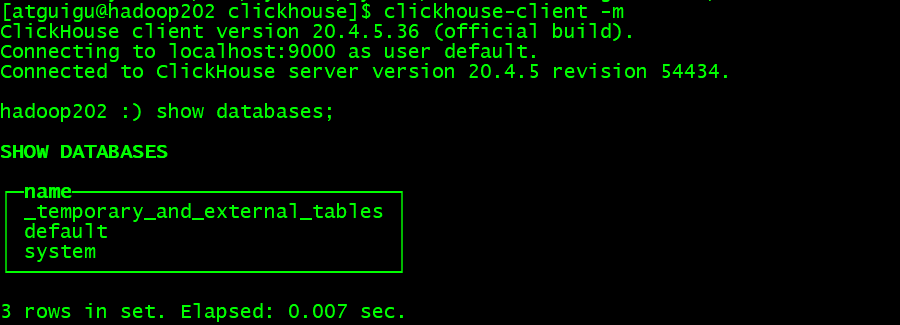 [atguigu@hadoop202 clickhouse]$ clickhouse-client -m
ClickHouse client version 20.4.5.36 (official build).
Connecting to localhost:9000 as user default.
Connected to ClickHouse server version 20.4.5 revision 54434.
hadoop202 :) show databases;
SHOW DATABASES
name
_temporary_and_external_tables
default
system
3 rows in set. Elapsed: 0.007 sec.